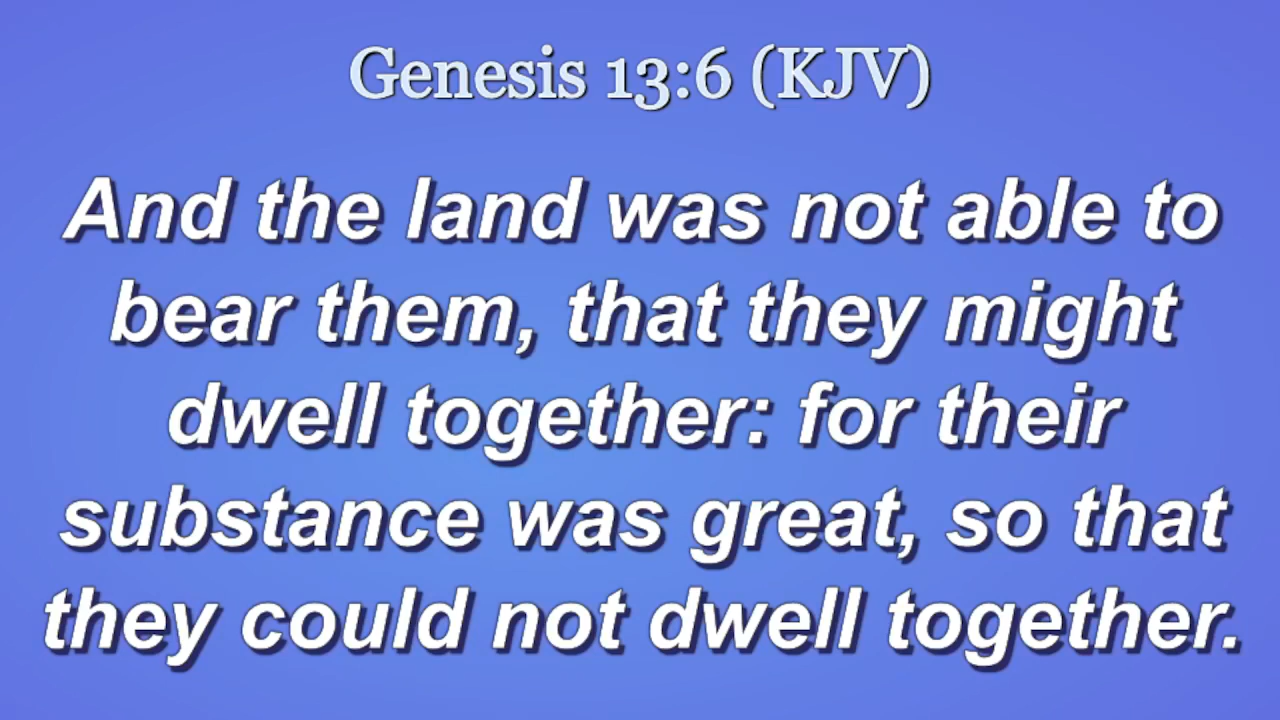 Genesis 13:6 (KJV)
And the land was not able to
bear them, that they might
dwell together: for their
substance was great, so that
they could not dwell together.